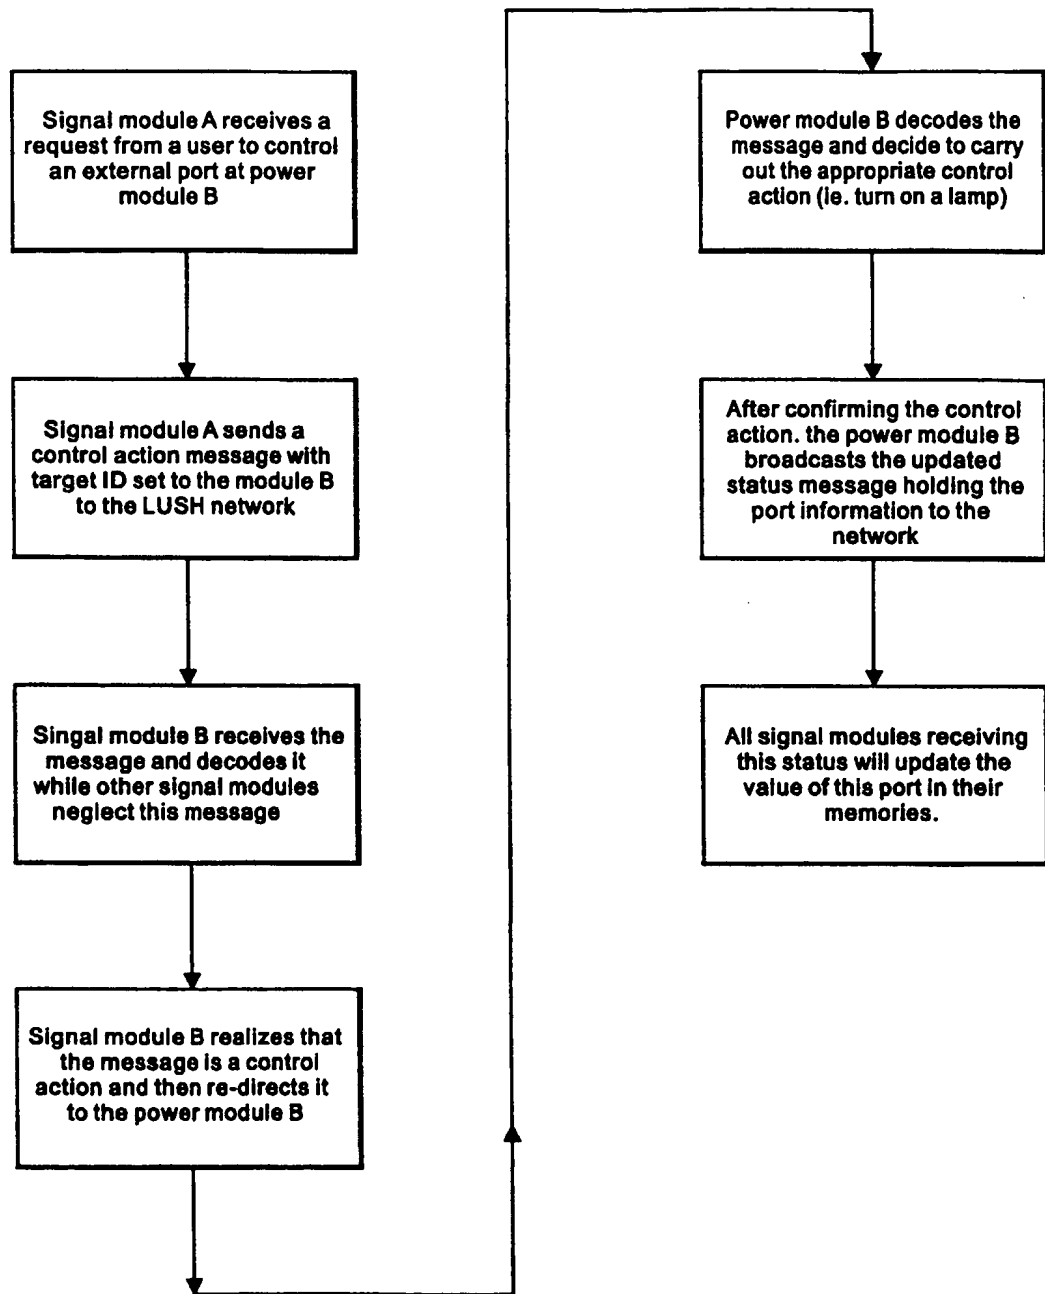 Signal module A receives a
request from a user to control
an external port at power
module B
Signal module A sends a
control action message with
target ID set to the module B
to the LUSH network
Singal module B receives the
message and decodes it
while other signal modules
neglect this message
Signal module B realizes that
the message is a control
action and then re-directs it
to the power module B
Power module B decodes the
message and decide to carry
out the appropriate control
action (ie. turn on a lamp)
After confirming the control
action. the power module B
broadcasts the updated
status message holding the
port information to the
network
All signal modules receiving
this status will update the
value of this port in their
memories.